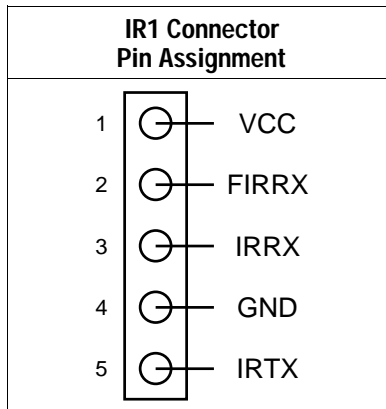 IR1 Connector
Pin Assignment
1 VCC
2 FIRRX
3 IRRX
4 GND
5 IRTX